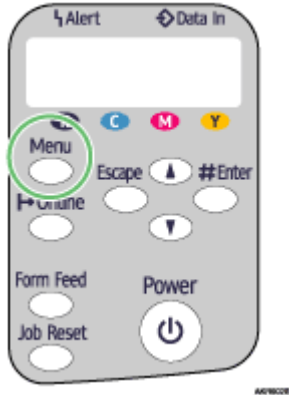 Alert Data In
C M Y
Menu
Escape #Enter
Online
Form Feed Power
Job Reset